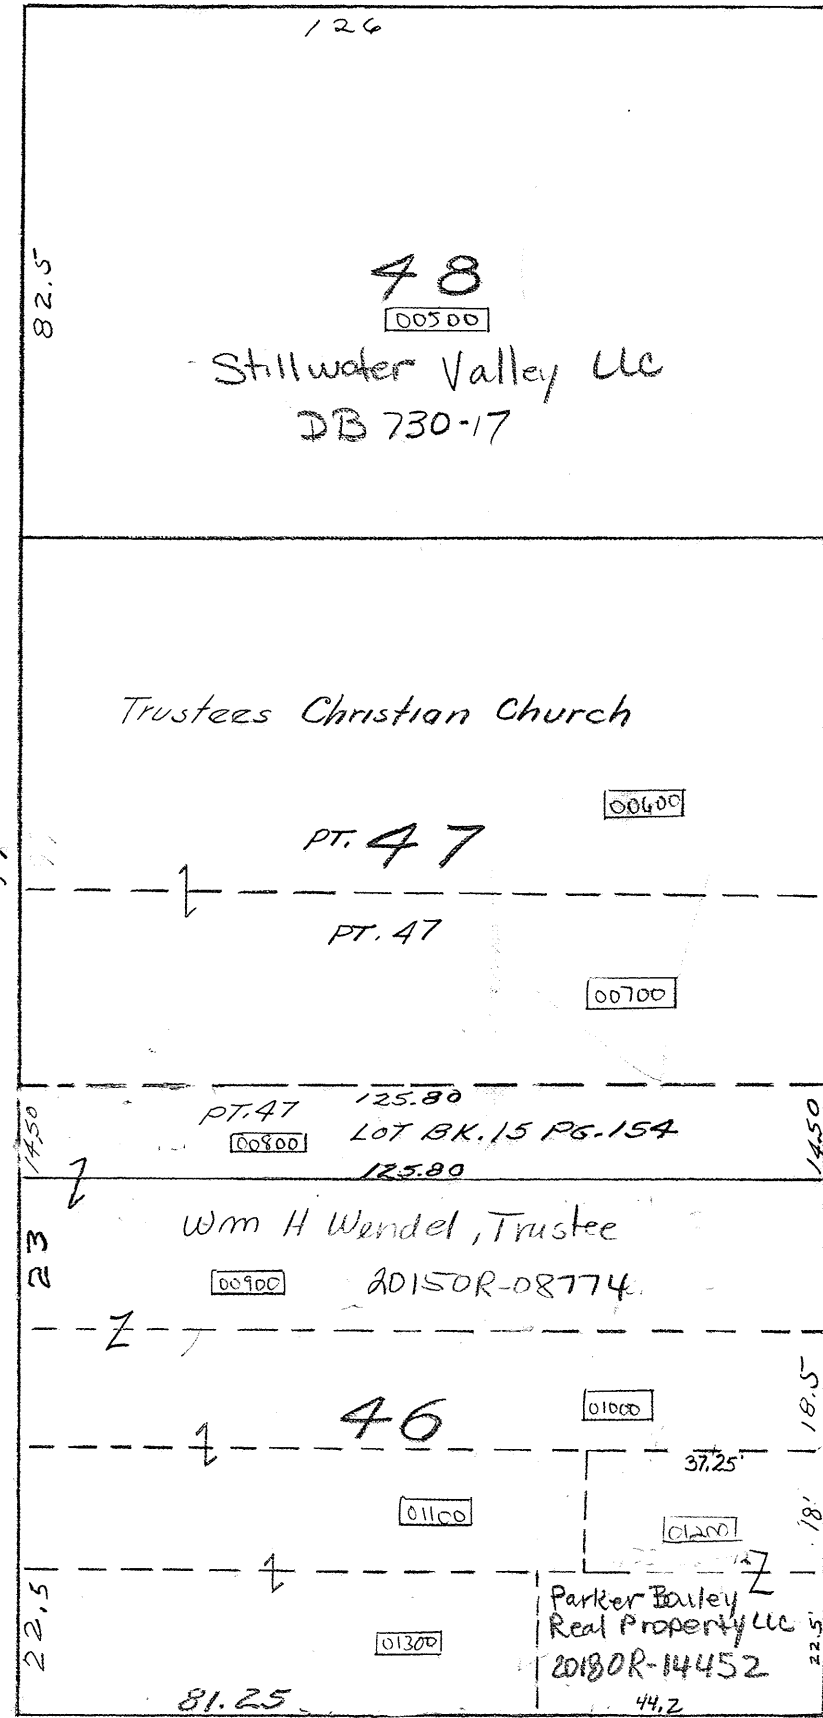 126
82.5
48
00500
Stillwater Valley LLC
DB 730-17
Trustees Christian Church
00600
PT. 47
PT. 47
00700
125.80
PT. 47
LOT BK. 15 PG. 154
00800
14.50
14.50
125.80
Wm H Wendel, Trustee
23
00900
2015OR-08774
18.5
01000
46
37.25'
01100
18'
01200
Parker Bailey
Real Property LLC
22.5
22.5'
01300
2018OR-14452
81.25
44.2